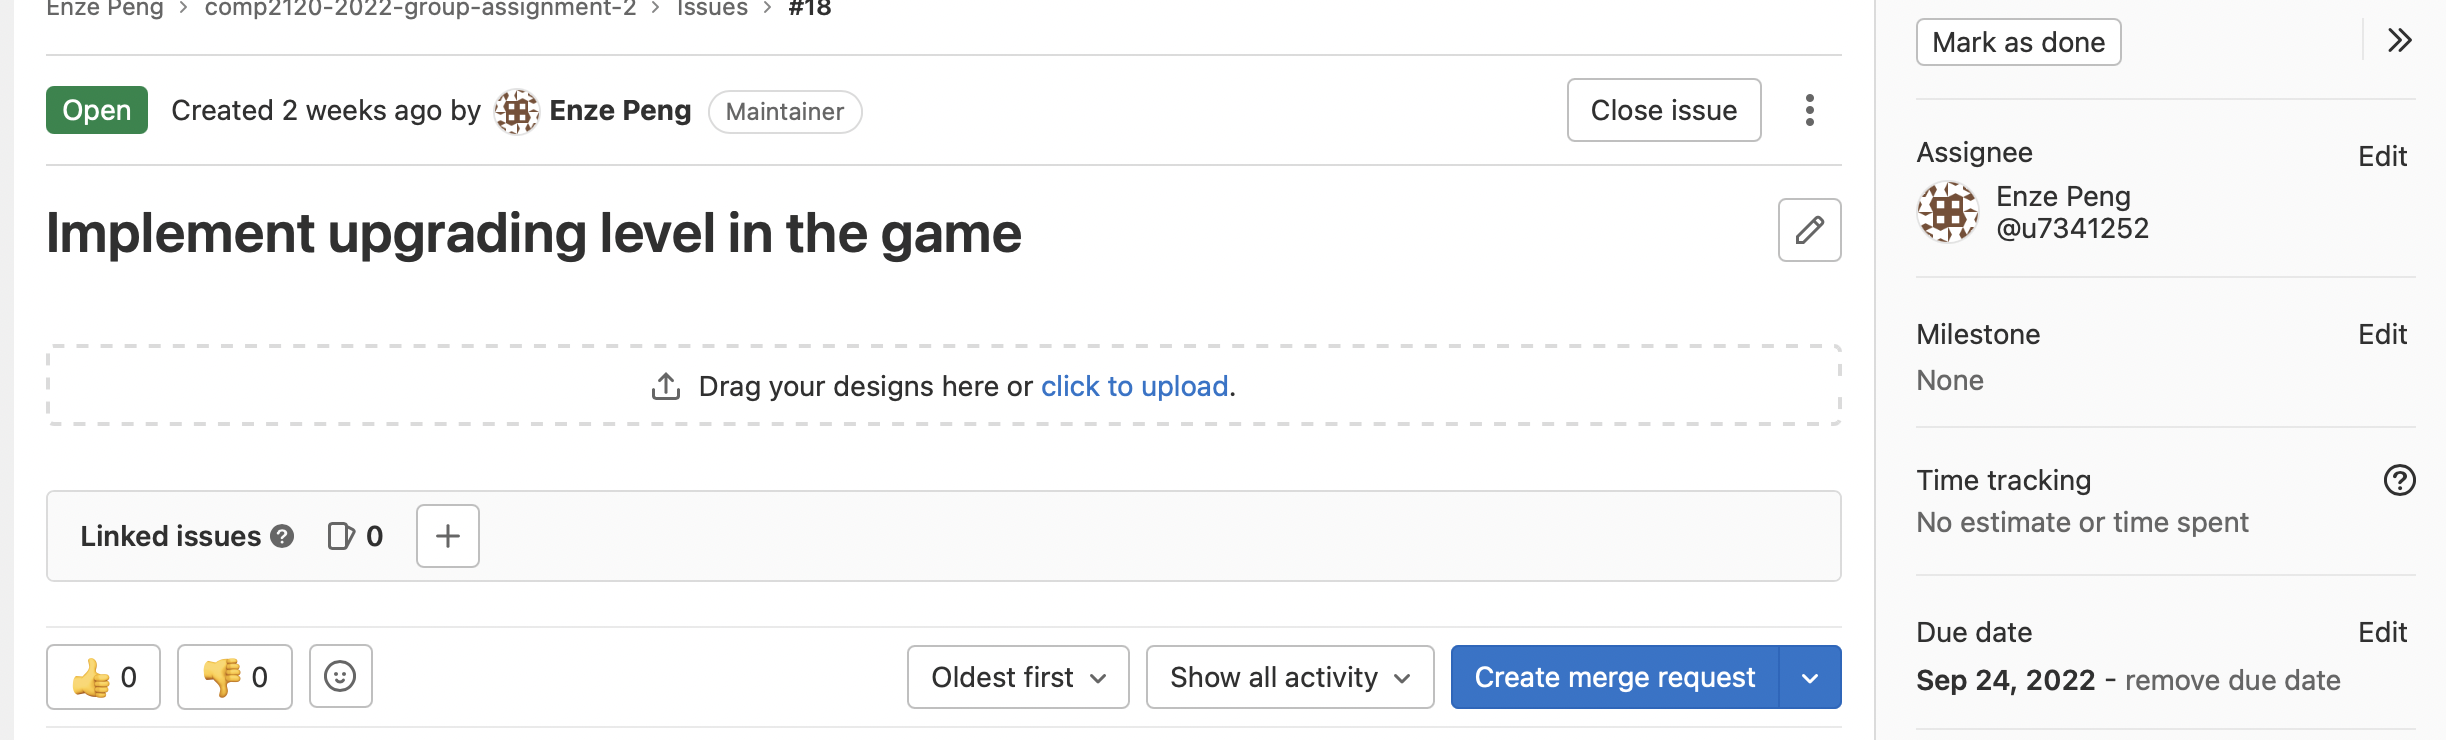 Enze Peng > comp2120-2022-group-assignment-2 > Issues > #18
Open Created 2 weeks ago by Enze Peng Maintainer
Close issue
Implement upgrading level in the game
Drag your designs here or click to upload.
Linked issues 0
0 0
Oldest first Show all activity Create merge request
Mark as done
Assignee Edit
Enze Peng
@u7341252
Milestone Edit
None
Time tracking
No estimate or time spent
Due date Edit
Sep 24, 2022 - remove due date